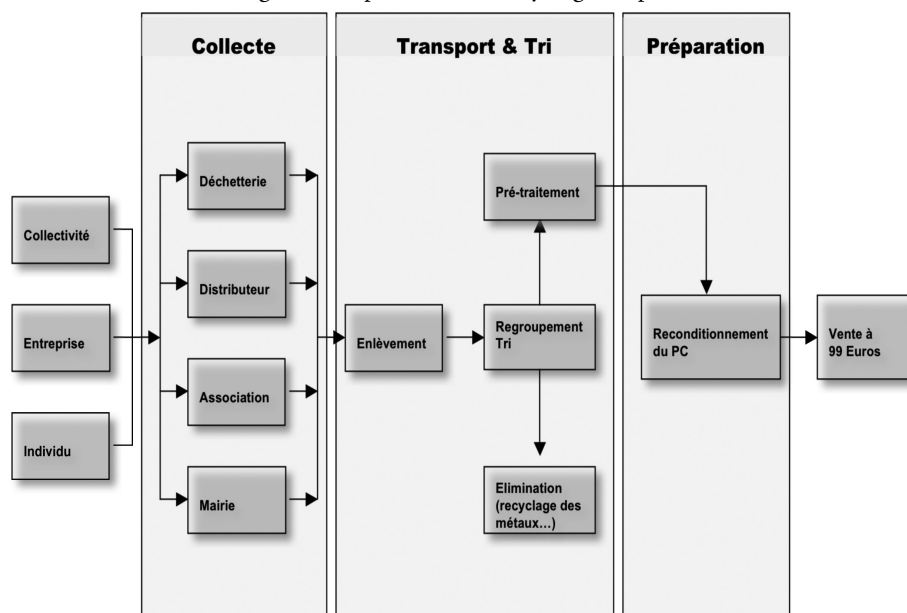 Collecte
Transport & Tri
Préparation
Collectivité
Entreprise
Individu
Déchetterie
Distributeur
Association
Mairie
Enlèvement
Pré-traitement
Regroupement
Tri
Elimination
(recyclage des
métaux...)
Reconditionnement
du PC
Vente à
99 Euros